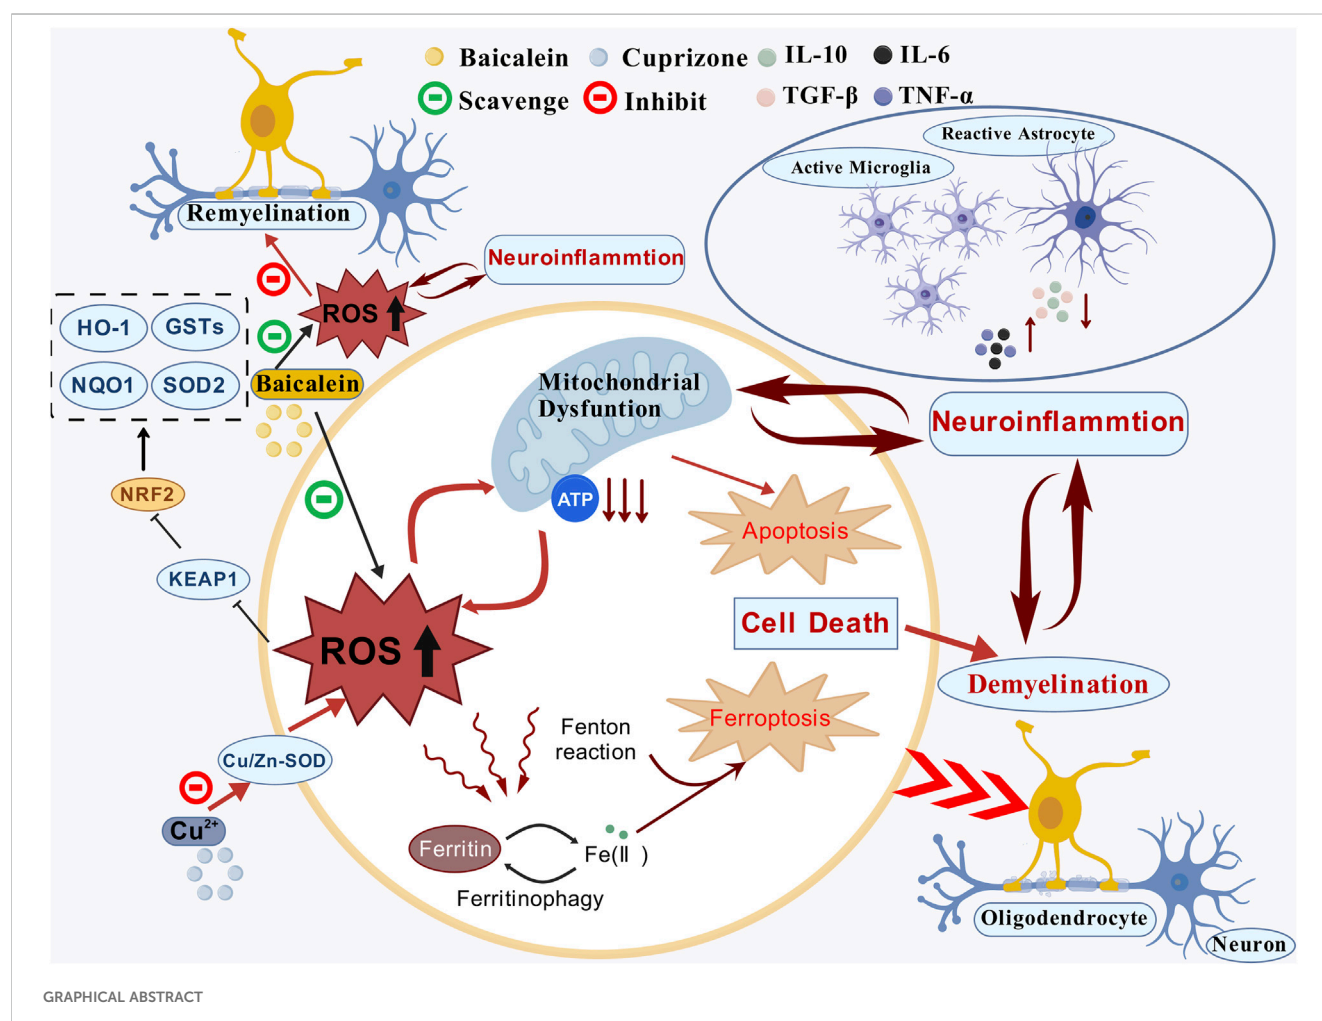 Baicalein
Cuprizone
IL-10
IL-6
Scavenge
Inhibit
TGF-β
TNF-α
Reactive Astrocyte
Active Microglia
Remyelination
Neuroinflammtion
ROS
HO-1
GSTs
NQO1
SOD2
Baicalein
Mitochondrial
Dysfuntion
Neuroinflammtion
NRF2
ATP
Apoptosis
KEAP1
Cell Death
ROS
Demyelination
Ferroptosis
Fenton
reaction
Cu/Zn-SOD
Cu2+
Ferritin
Fe(Ⅱ )
Ferritinophagy
Oligodendrocyte
Neuron
GRAPHICAL ABSTRACT